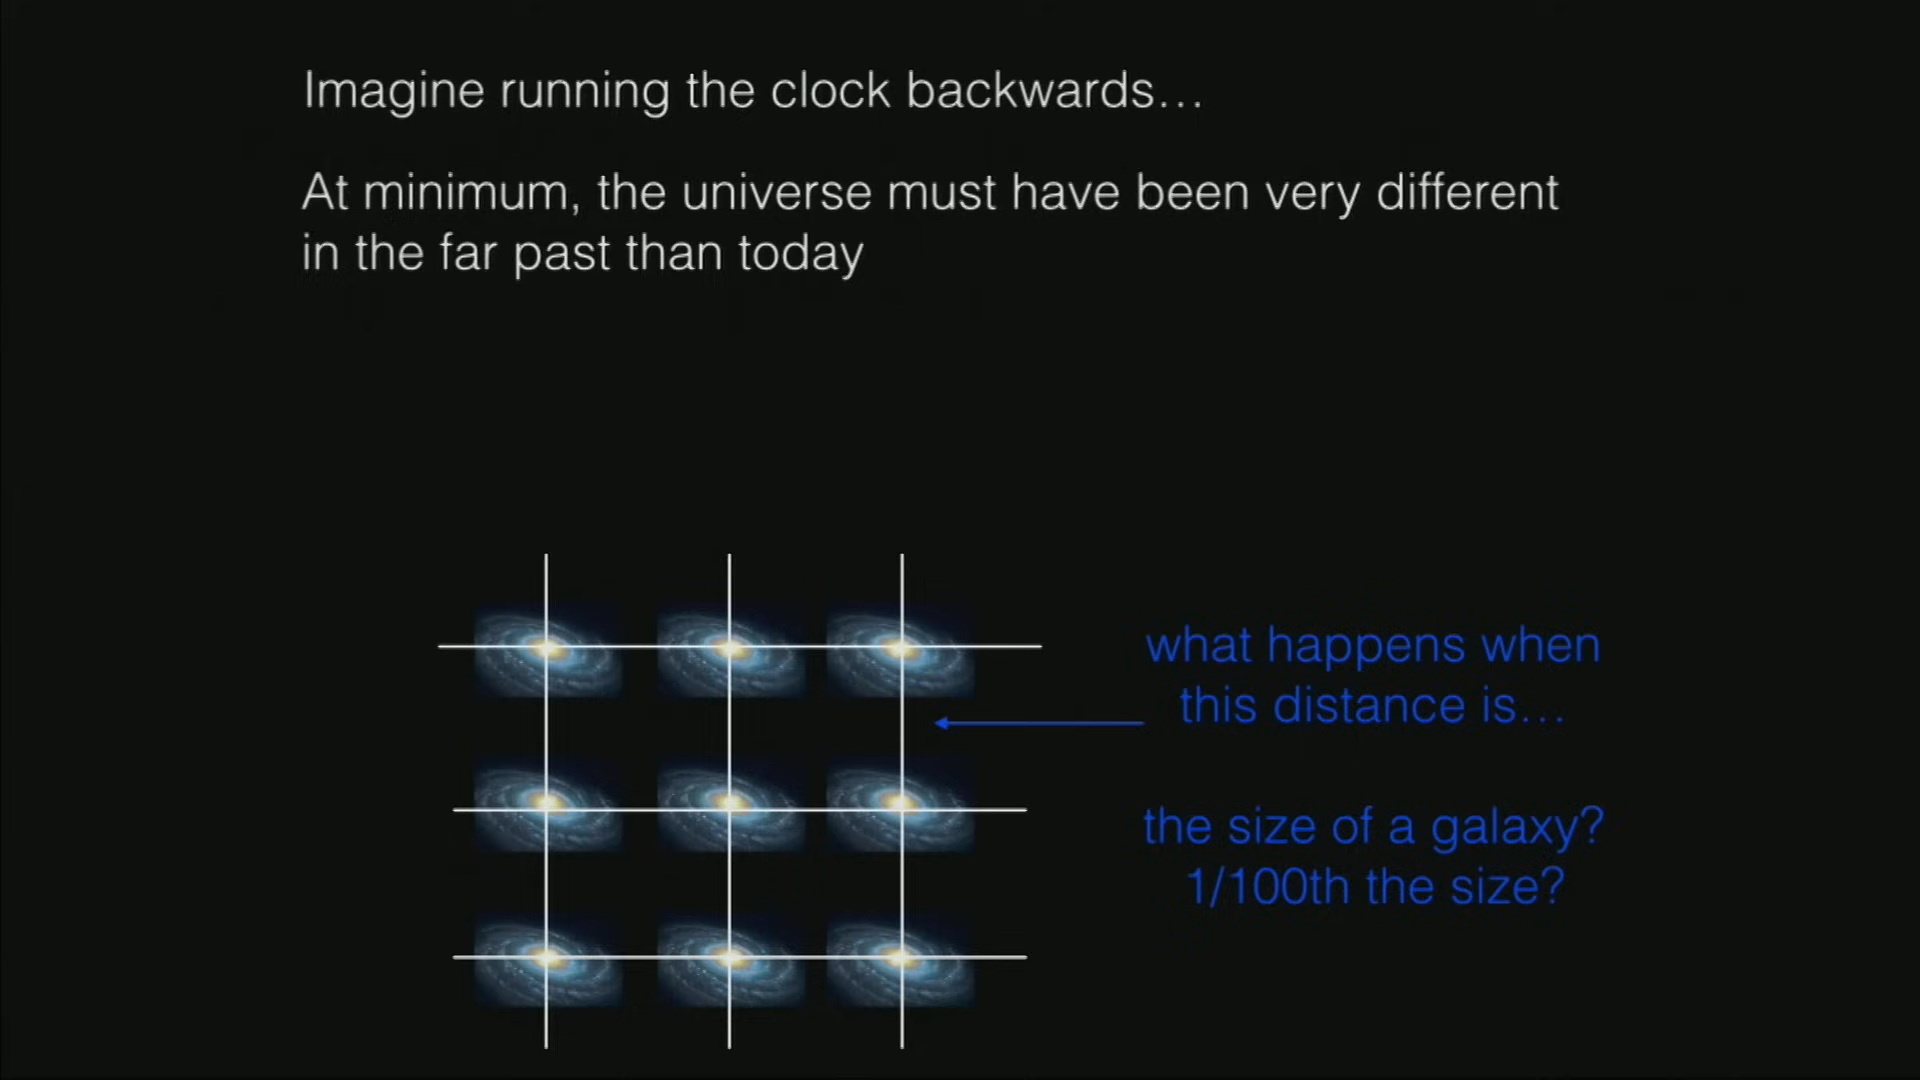 Imagine running the clock backwards…
At minimum, the universe must have been very different
in the far past than today
what happens when
this distance is…
the size of a galaxy?
1/100th the size?